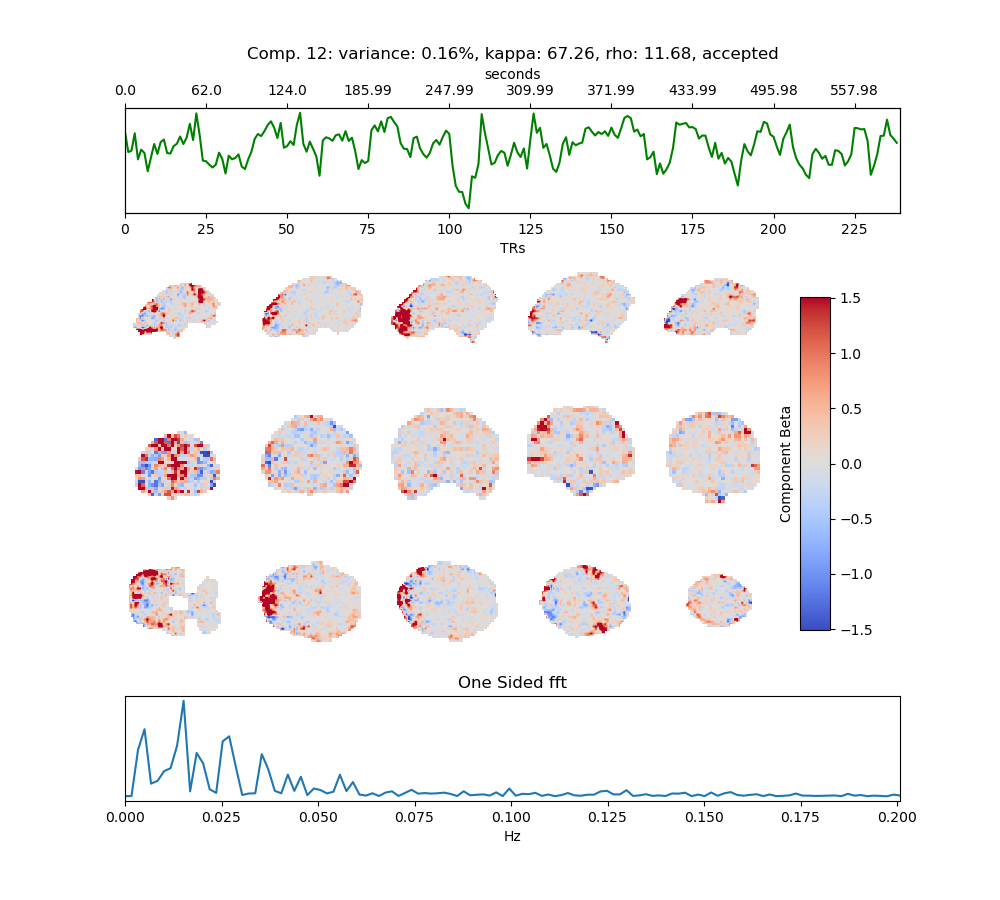 Comp. 12: variance: 0.16%, kappa: 67.26, rho: 11.68, accepted
seconds
0.0 62.0 124.0 185.99 247.99 309.99 371.99 433.99 495.98 557.98
0 25 50 75 100 125 150 175 200 225
TRs
1.5
1.0
0.5
0.0
−0.5
−1.0
−1.5
Component Beta
One Sided fft
0.000 0.025 0.050 0.075 0.100 0.125 0.150 0.175 0.200
Hz